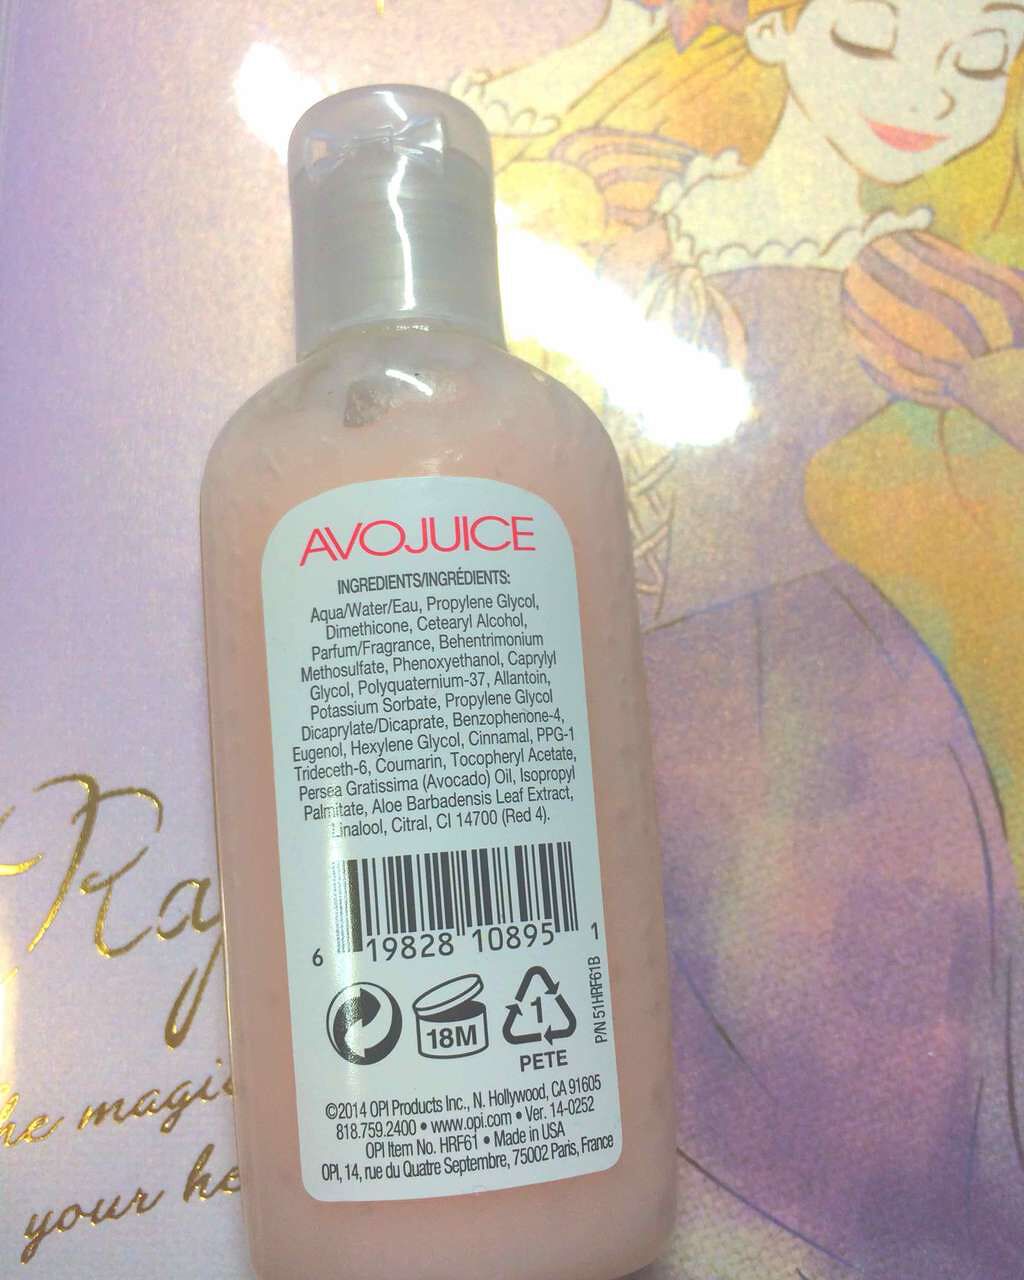 AVOJUICE
INGREDIENTS/INGRÉDIENTS:
Aqua/Water/Eau, Propylene Glycol,
Dimethicone, Cetearyl Alcohol,
Parfum/Fragrance, Behentrimonium
Methosulfate, Phenoxyethanol, Caprylyl
Glycol, Polyquaternium-37, Allantoin,
Potassium Sorbate, Propylene Glycol
Dicaprylate/Dicaprate, Benzophenone-4,
Eugenol, Hexylene Glycol, Cinnamal, PPG-1
Trideceth-6, Coumarin, Tocopheryl Acetate,
Persea Gratissima (Avocado) Oil, Isopropyl
Palmitate, Aloe Barbadensis Leaf Extract,
Linalool, Citral, CI 14700 (Red 4).
6 19828 10895 1
18M
1
PETE
P/N 51HRF61B
©2014 OPI Products Inc., N. Hollywood, CA 91605
818.759.2400 • www.opi.com • Ver. 14-0252
OPI Item No. HRF61 • Made in USA
OPI, 14, rue du Quatre Septembre, 75002 Paris, France
your